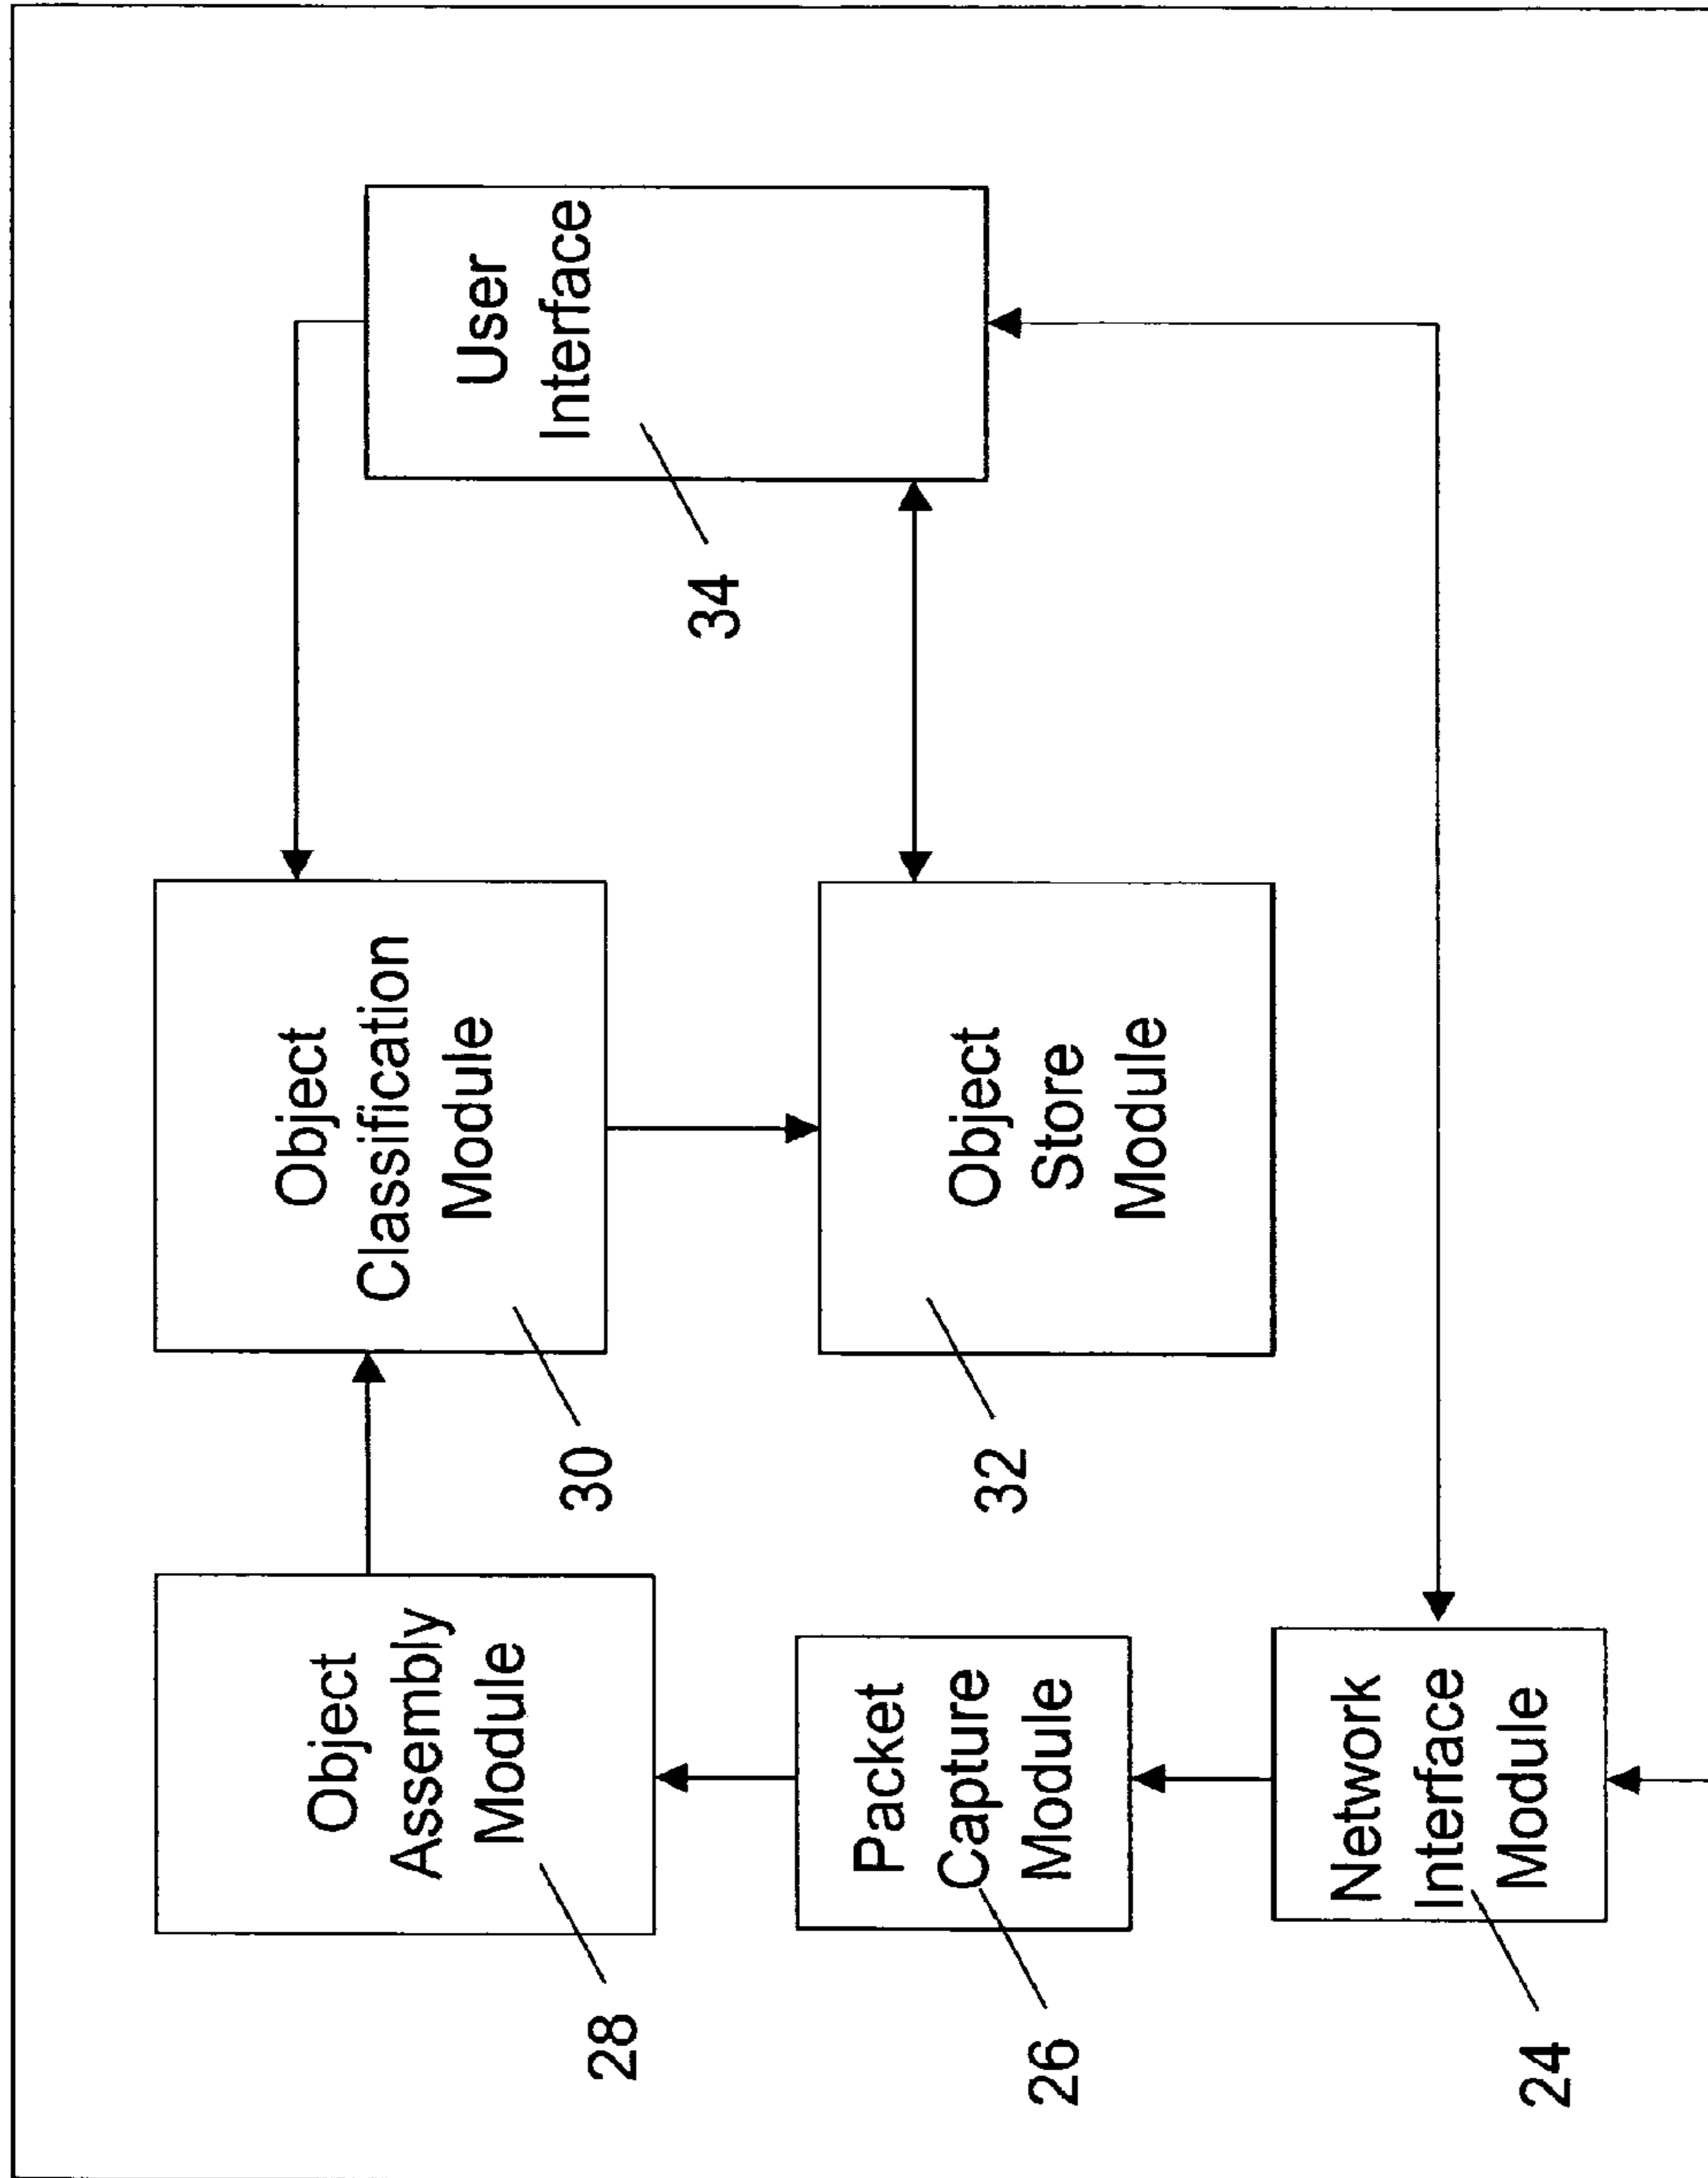 Object
Assembly
Module
28
Packet
Capture
Module
26
Network
Interface
Module
24
Object
Classification
Module
30
Object
Store
Module
32
User
Interface
34